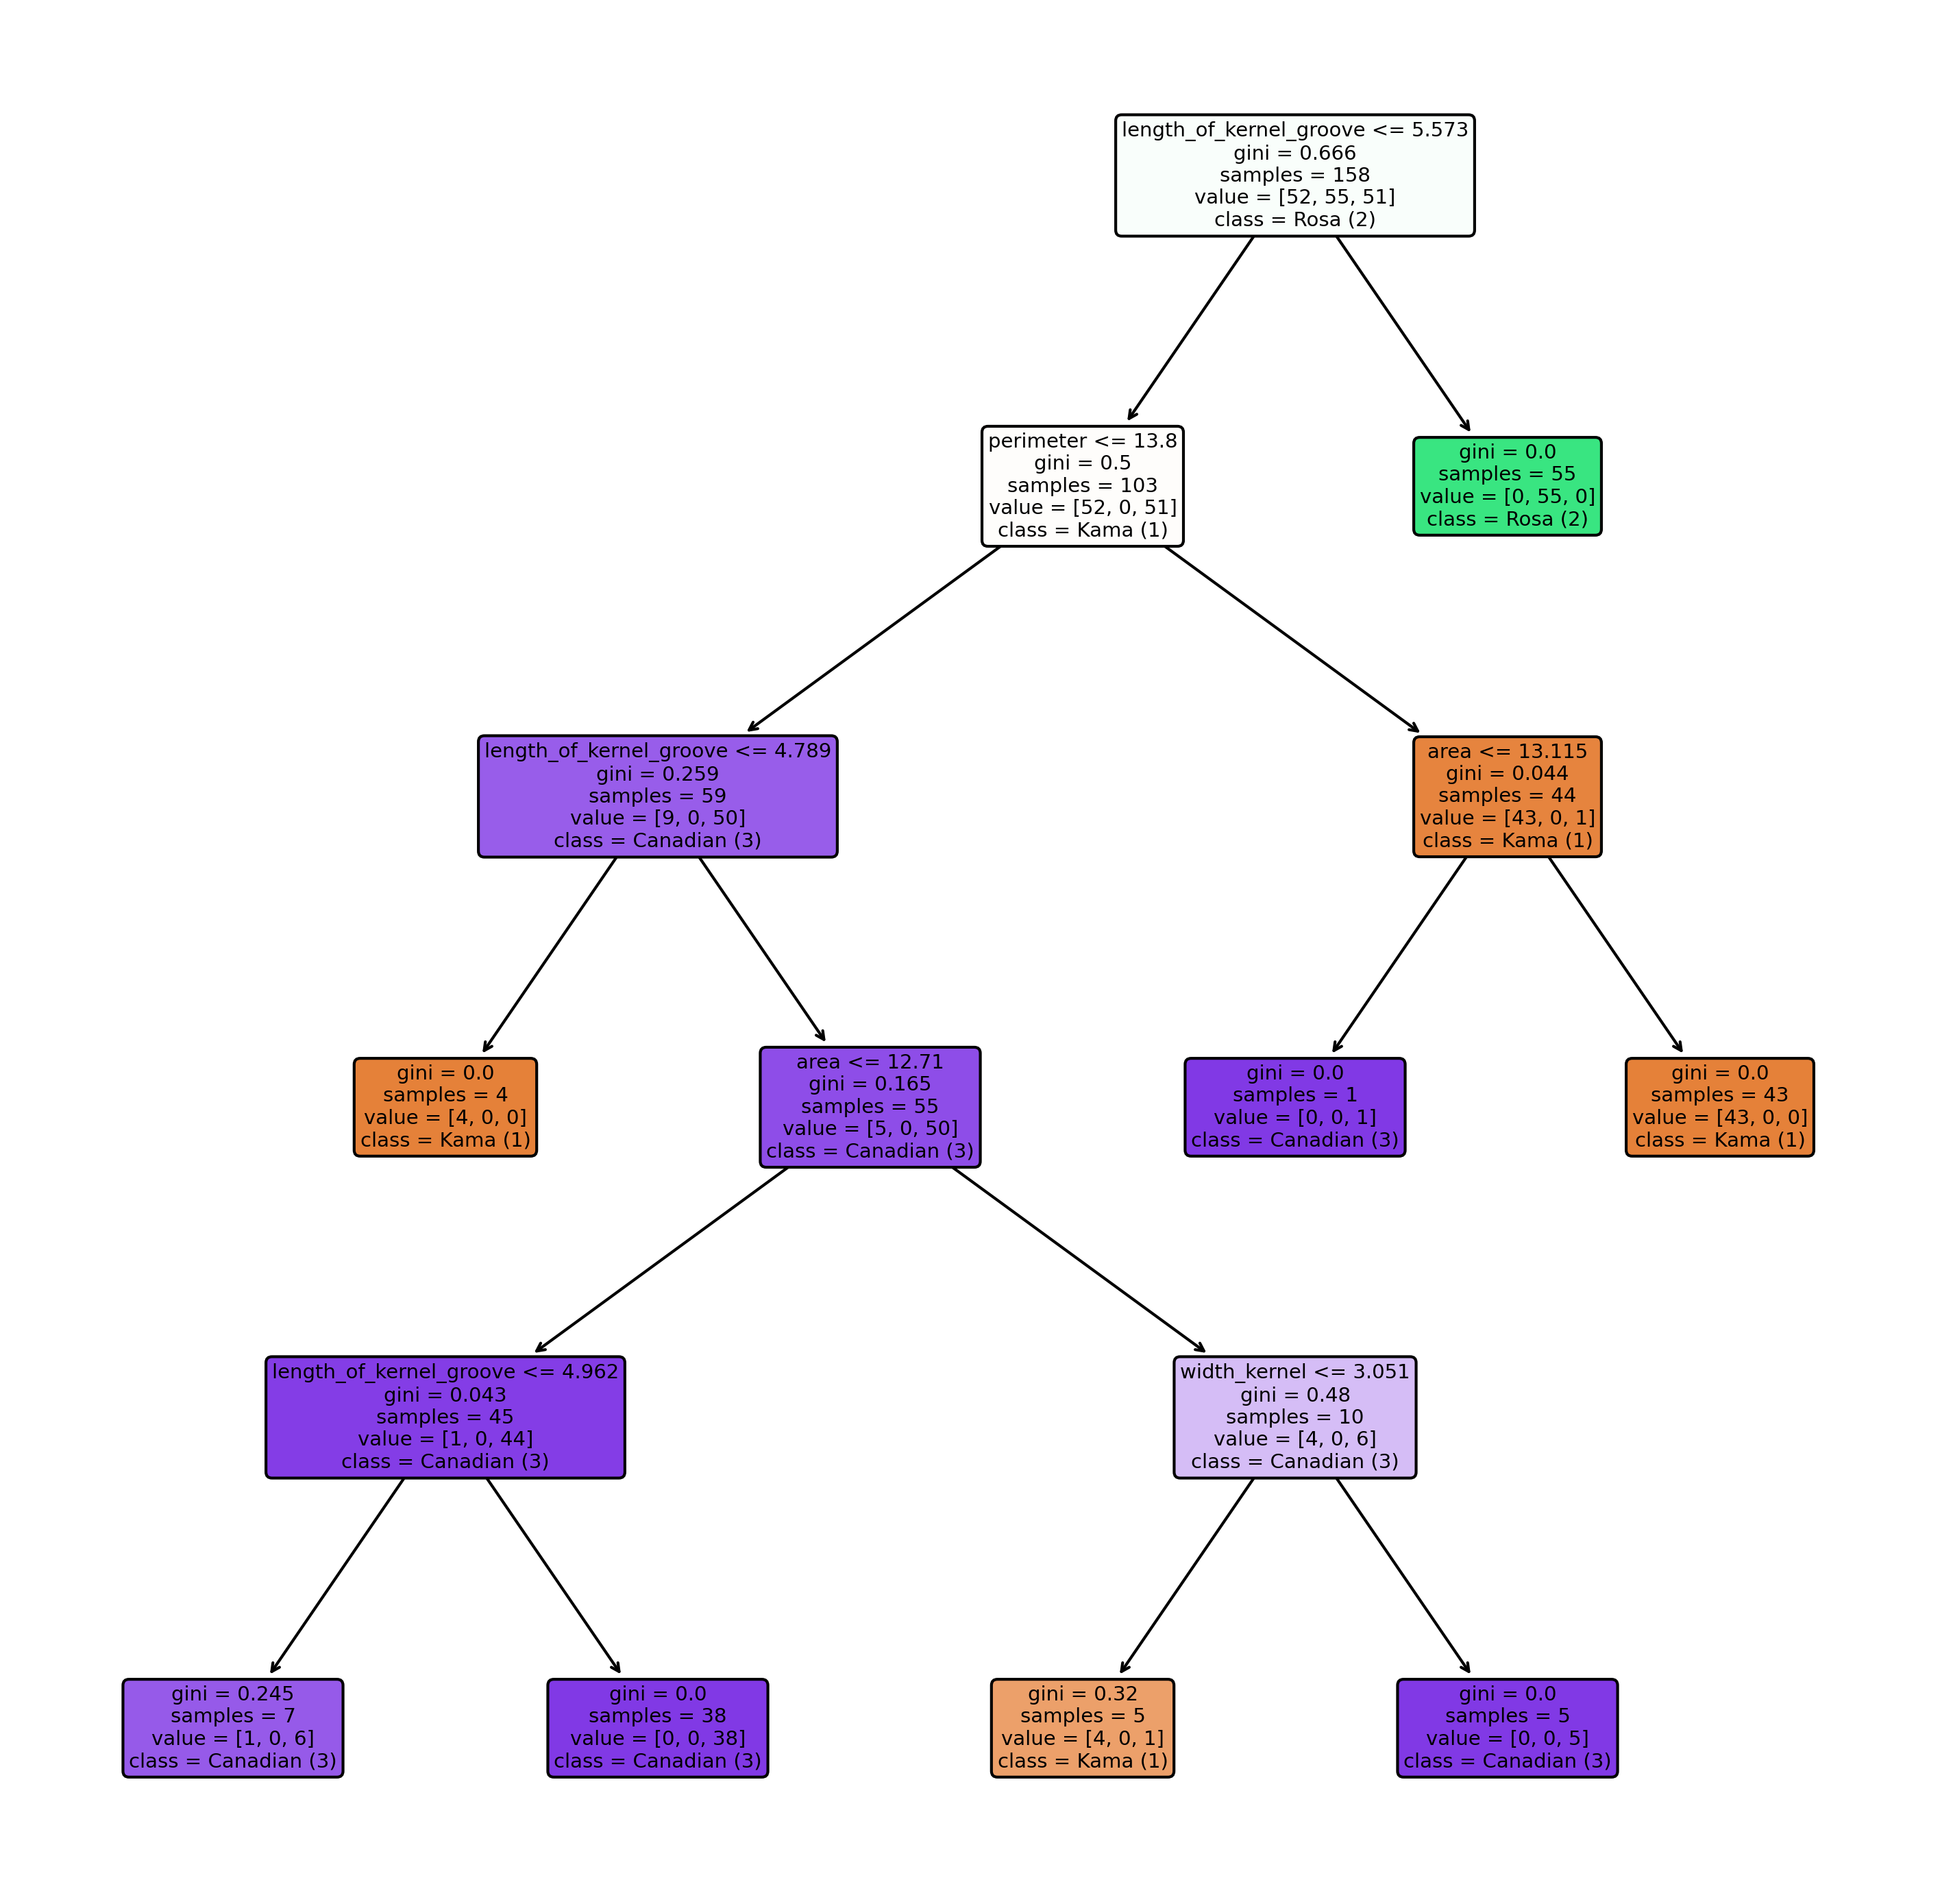 length_of_kernel_groove <= 5.573
gini = 0.666
samples = 158
value = [52, 55, 51]
class = Rosa (2)
perimeter <= 13.8
gini = 0.5
samples = 103
value = [52, 0, 51]
class = Kama (1)
gini = 0.0
samples = 55
value = [0, 55, 0]
class = Rosa (2)
length_of_kernel_groove <= 4.789
gini = 0.259
samples = 59
value = [9, 0, 50]
class = Canadian (3)
area <= 13.115
gini = 0.044
samples = 44
value = [43, 0, 1]
class = Kama (1)
gini = 0.0
samples = 4
value = [4, 0, 0]
class = Kama (1)
area <= 12.71
gini = 0.165
samples = 55
value = [5, 0, 50]
class = Canadian (3)
gini = 0.0
samples = 1
value = [0, 0, 1]
class = Canadian (3)
gini = 0.0
samples = 43
value = [43, 0, 0]
class = Kama (1)
length_of_kernel_groove <= 4.962
gini = 0.043
samples = 45
value = [1, 0, 44]
class = Canadian (3)
width_kernel <= 3.051
gini = 0.48
samples = 10
value = [4, 0, 6]
class = Canadian (3)
gini = 0.245
samples = 7
value = [1, 0, 6]
class = Canadian (3)
gini = 0.0
samples = 38
value = [0, 0, 38]
class = Canadian (3)
gini = 0.32
samples = 5
value = [4, 0, 1]
class = Kama (1)
gini = 0.0
samples = 5
value = [0, 0, 5]
class = Canadian (3)